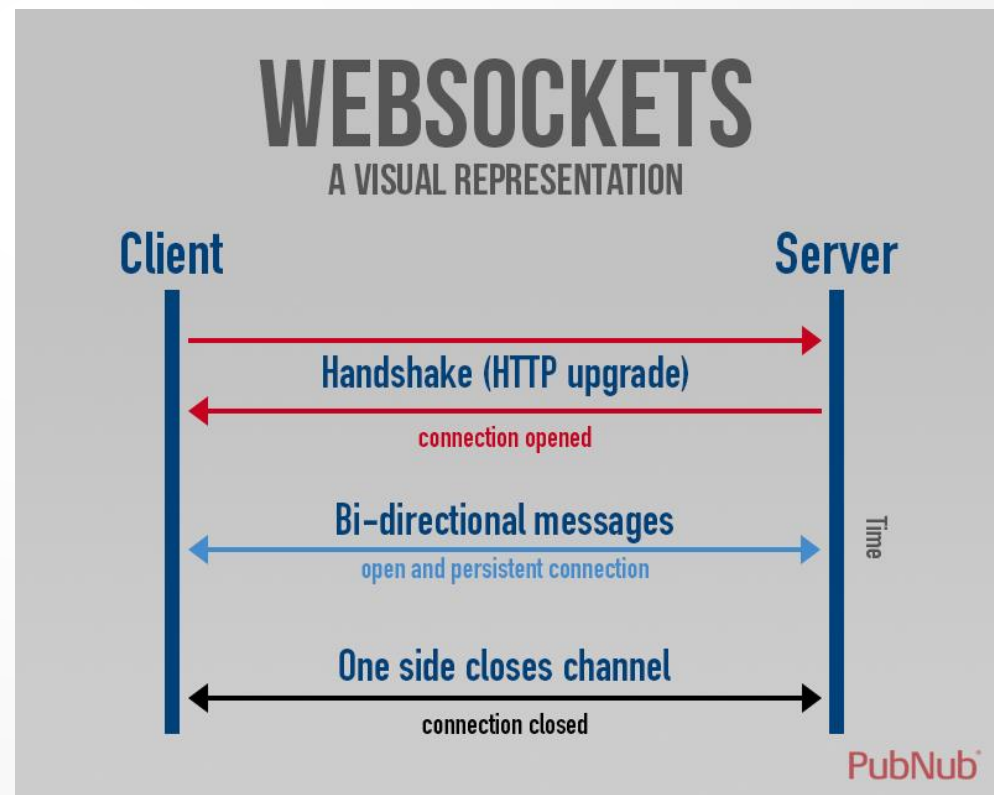 WEBSOCKETS
A VISUAL REPRESENTATION
Client
Server
Handshake (HTTP upgrade)
connection opened
Bi-directional messages
open and persistent connection
Time
One side closes channel
connection closed
PubNub